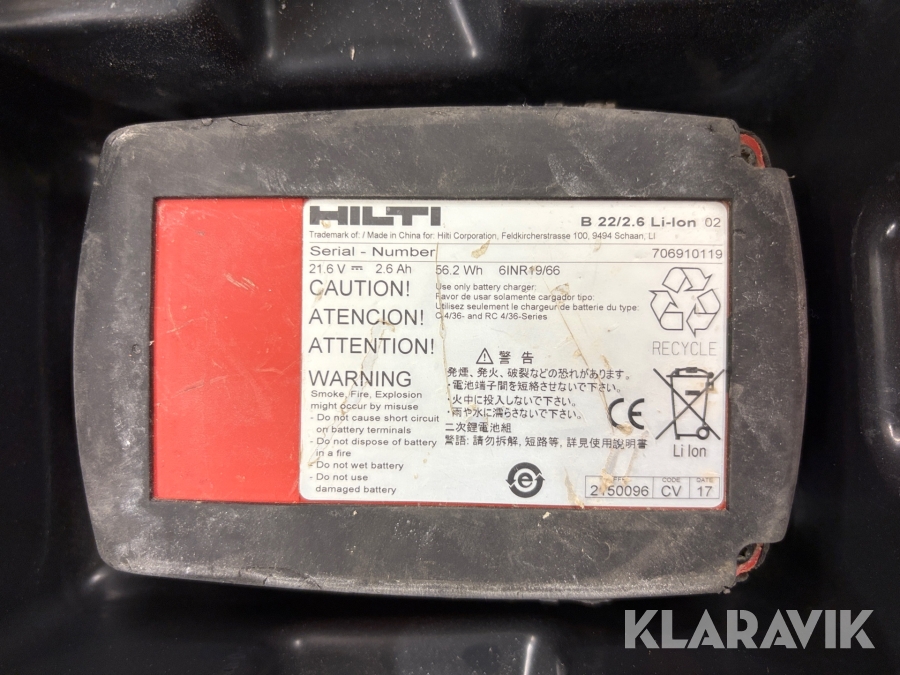 HILTI
B 22/2.6 Li-Ion 02
Trademark of: / Made in China for: Hilti Corporation, Feldkircherstrasse 100, 9494 Schaan, LI
Serial - Number 706910119
21.6 V 2.6 Ah 56.2 Wh 6INR19/66
CAUTION!
ATENCION!
ATTENTION!
Use only battery charger:
Favor de usar solamente cargador tipo:
Utilisez seulement le chargeur de batterie du type:
C 4/36- and RC 4/36-Series
WARNING
Smoke, Fire, Explosion
might occur by misuse
- Do not cause short circuit
on battery terminals
- Do not dispose of battery
in a fire
- Do not wet battery
- Do not use
damaged battery
警告
発煙、発火、破裂などの恐れがあります。
・電池端子間を短絡させないで下さい。
・火中に投入しないで下さい。
・雨や水に濡らさないで下さい。
二次鋰電池組
警語: 請勿拆解, 短路等, 詳見使用說明書
RECYCLE
CE
Li Ion
e
2150096
CODE
CV
DATE
17
KLARAVIK